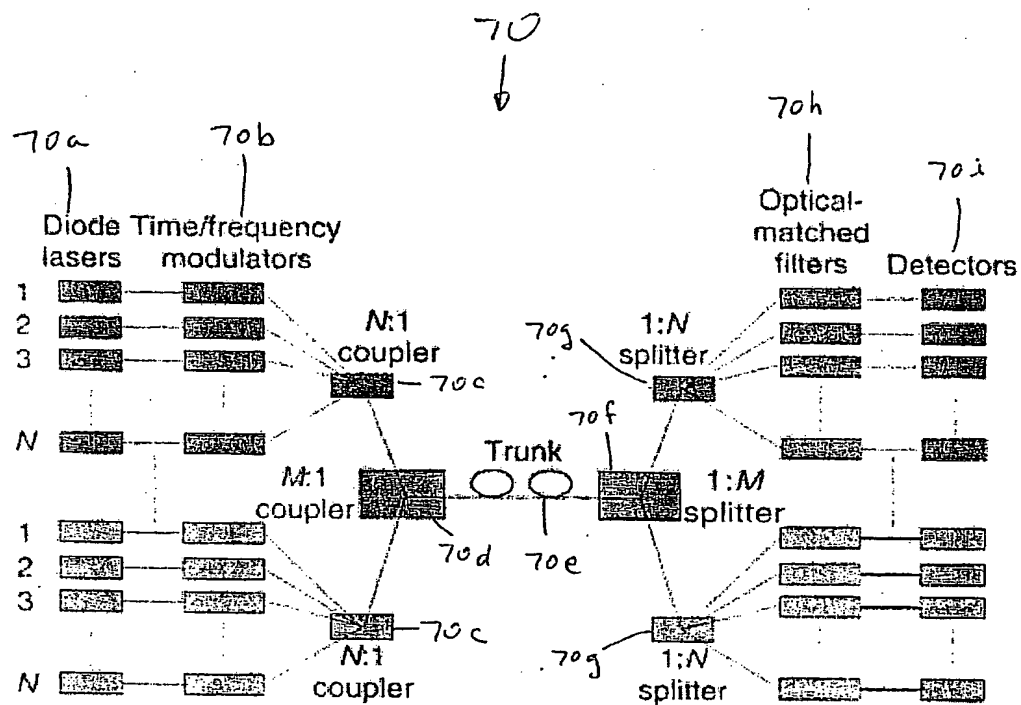 70
70a
70b
70h
70i
Diode
lasers
Time/frequency
modulators
Optical-
matched
filters
Detectors
1
2
3
N
N:1
coupler
70c
70g
1:N
splitter
M:1
coupler
70d
Trunk
70e
70f
1:M
splitter
1
2
3
N
70c
N:1
coupler
70g
1:N
splitter